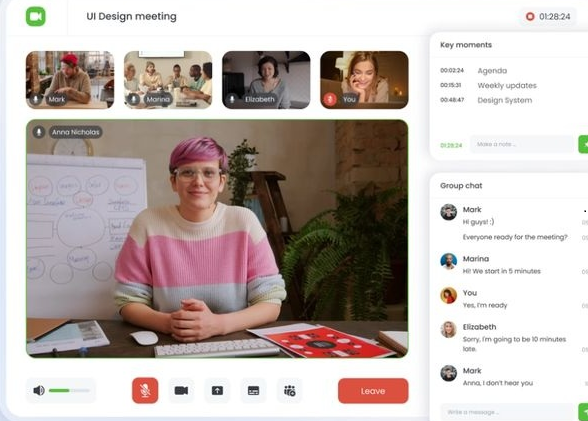 UI Design meeting
01:28:24
Mark
Marina
Elizabeth
You
Anna Nicholas
Key moments
00:02:24 Agenda
00:15:31 Weekly updates
00:48:47 Design System
01:28:24 Make a note...
Group chat
Mark
Hi guys! :)
Everyone ready for the meeting?
Marina
Hi! We start in 5 minutes
You
Yes, I'm ready
Elizabeth
Sorry, I'm going to be 10 minutes
late.
Mark
Anna, I don't hear you
Write a message...
Leave